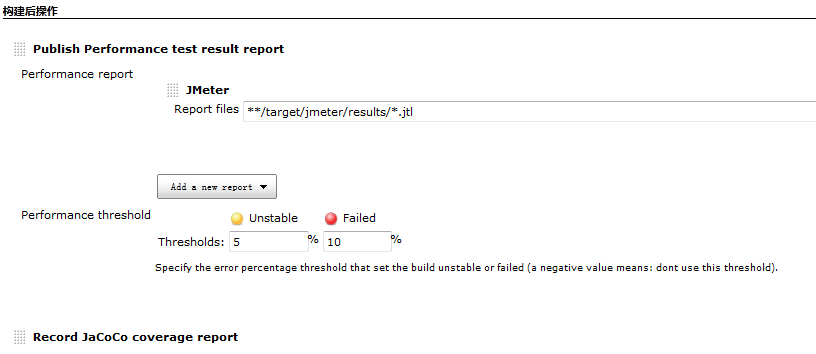 构建后操作
Publish Performance test result report
Performance report
JMeter
Report files **/target/jmeter/results/*.jtl
Add a new report
Performance threshold Unstable Failed
Thresholds: 5 % 10 %
Specify the error percentage threshold that set the build unstable or failed (a negative value means: dont use this threshold).
Record JaCoCo coverage report